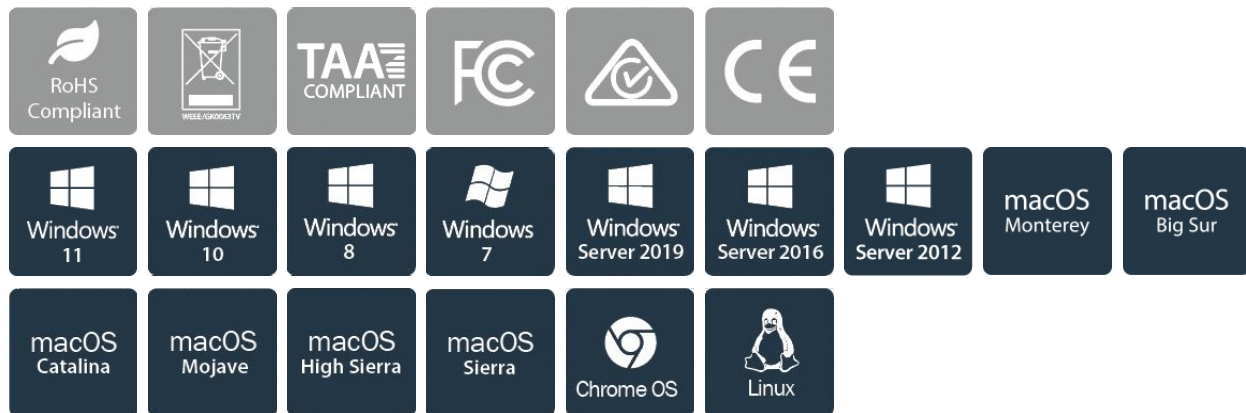 RoHS
Compliant
WEEE/GK0063TV
TAA
COMPLIANT
FC
CE
Windows
11
Windows
10
Windows
8
Windows
7
Windows
Server 2019
Windows
Server 2016
Windows
Server 2012
macOS
Monterey
macOS
Big Sur
macOS
Catalina
macOS
Mojave
macOS
High Sierra
macOS
Sierra
Chrome OS
Linux